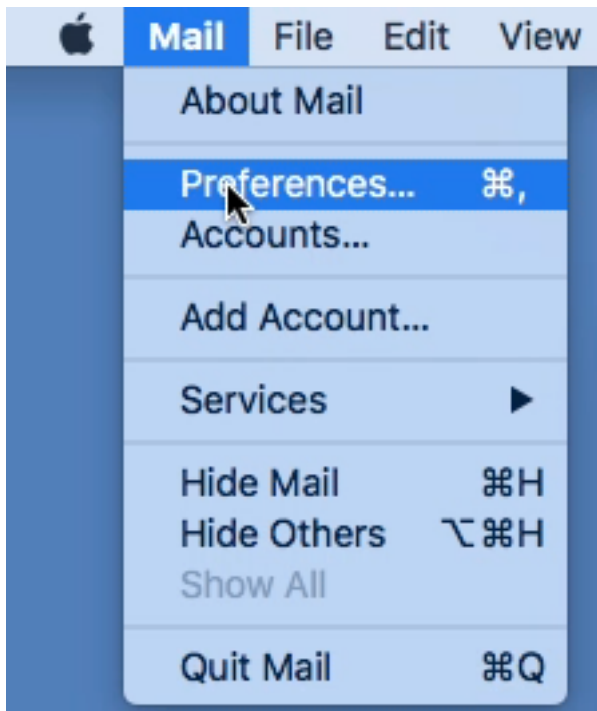 Mail File Edit View
About Mail
Preferences... ⌘,
Accounts...
Add Account...
Services ▶
Hide Mail ⌘H
Hide Others ⌥⌘H
Show All
Quit Mail ⌘Q